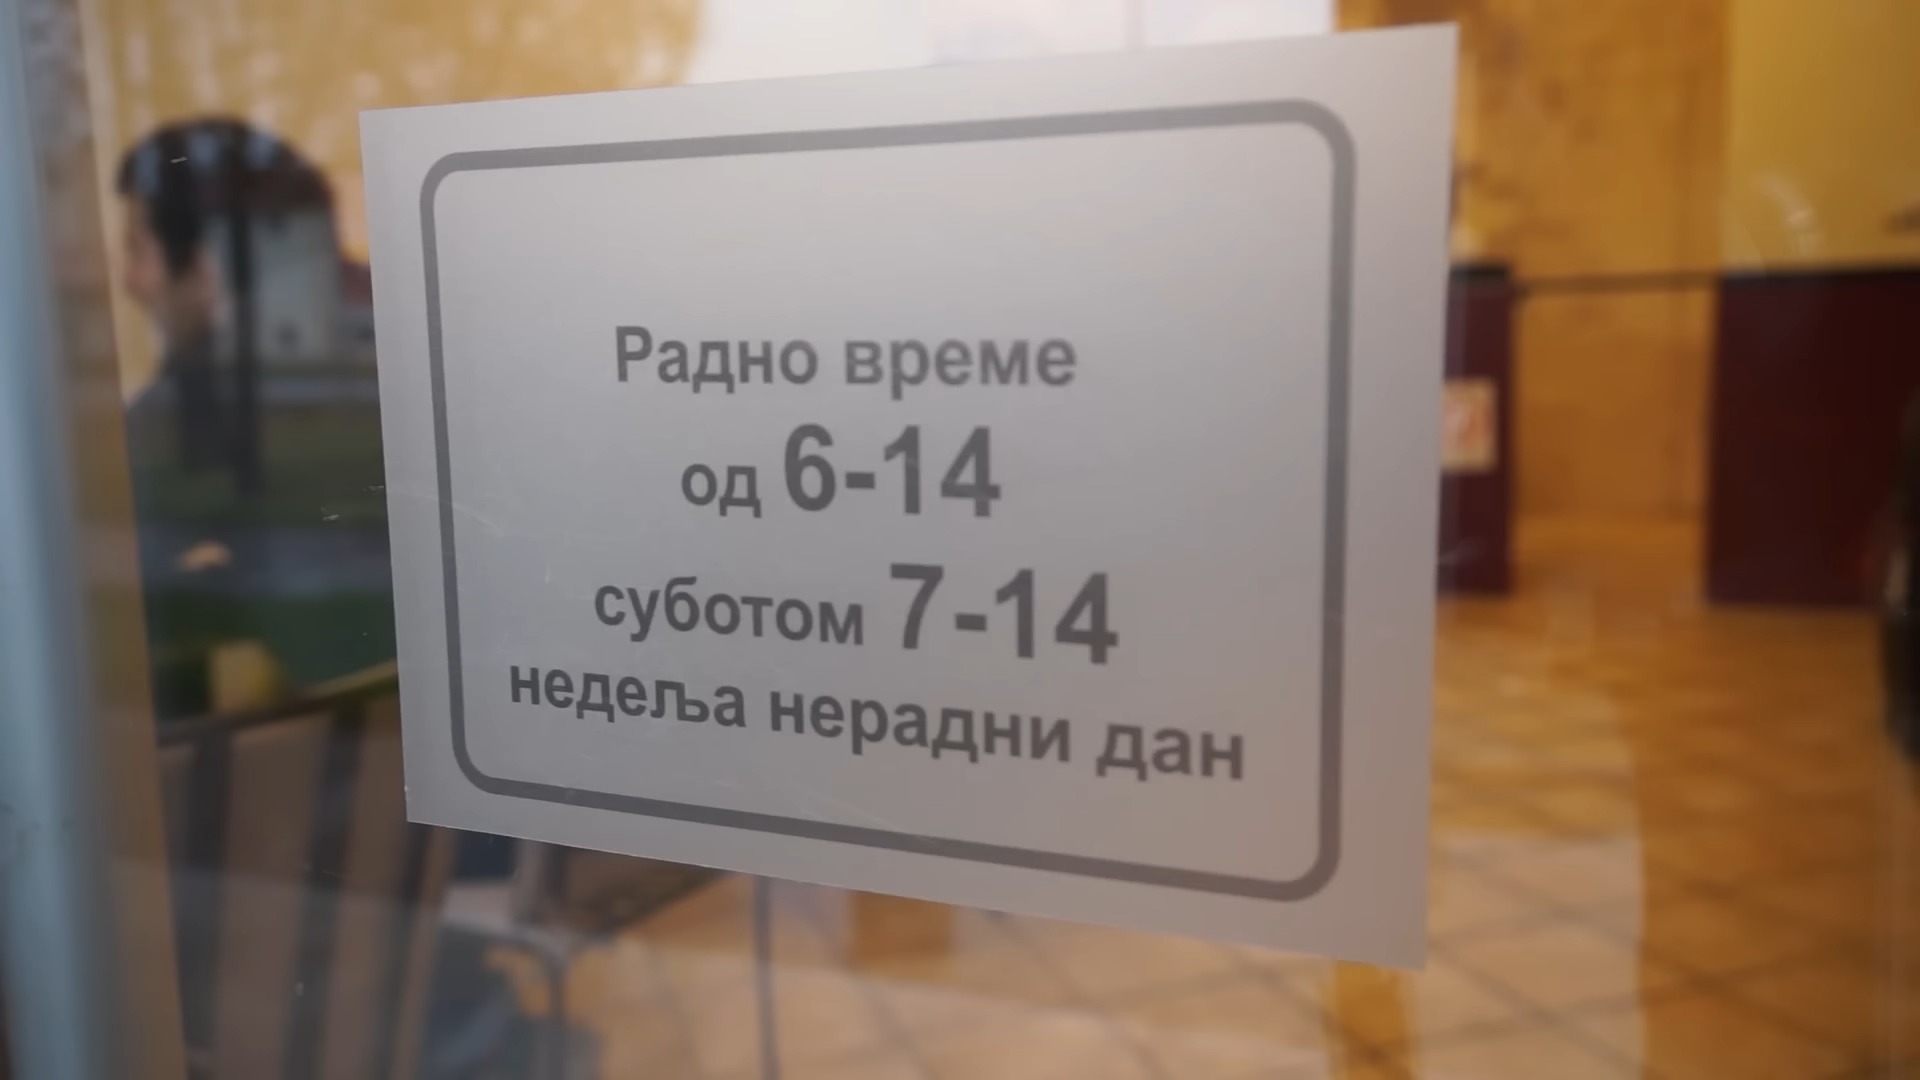 Радно време
од 6-14
суботом 7-14
недеља нерадни дан